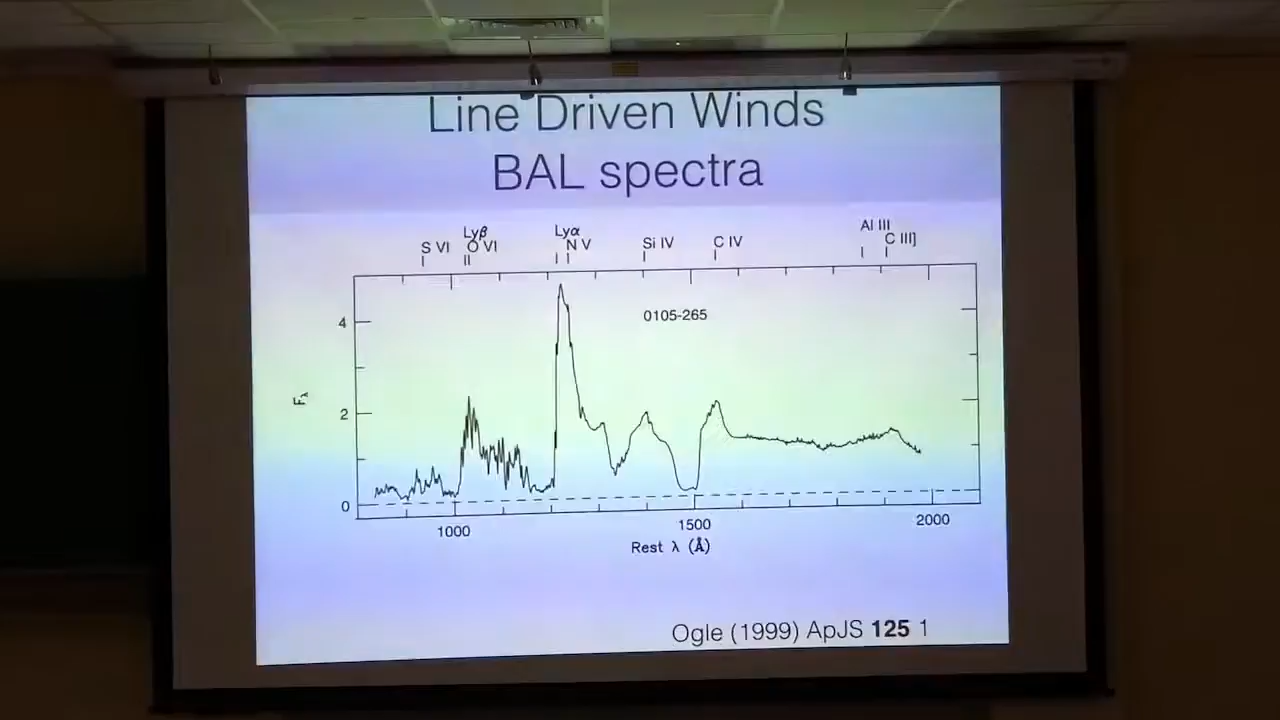 Line Driven Winds
BAL spectra
S VI
Lyβ
O VI
Lyα
N V
Si IV
C IV
Al III
C III]
0105-265
4
2
0
Fλ
1000
1500
2000
Rest λ (Å)
Ogle (1999) ApJS 125 1